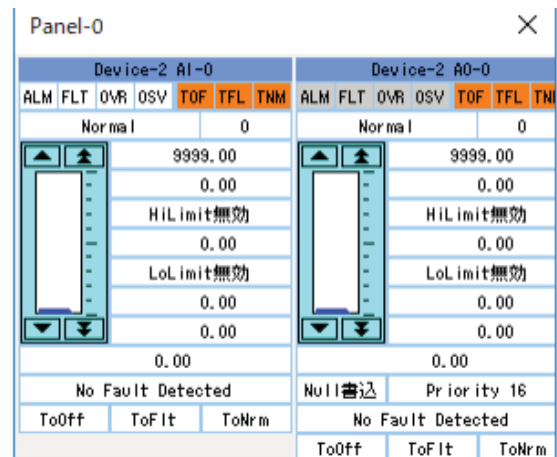 Panel-0
Device-2 AI-0
ALM FLT OVR OSV TOF TFL TNM
Normal 0
9999.00
0.00
HiLimit無効
0.00
LoLimit無効
0.00
0.00
0.00
No Fault Detected
ToOff ToFlt ToNrm
Device-2 AO-0
ALM FLT OVR OSV TOF TFL TN
Normal 0
9999.00
0.00
HiLimit無効
0.00
LoLimit無効
0.00
0.00
0.00
Null書込 Priority 16
No Fault Detected
ToOff ToFlt ToNrm